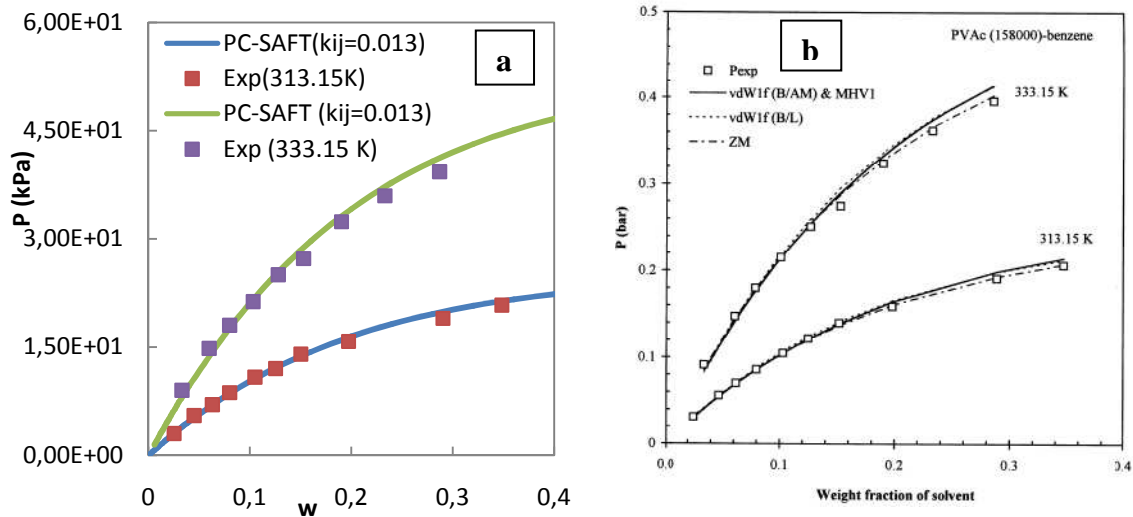 6,00E+01
4,50E+01
3,00E+01
1,50E+01
0,00E+00
P (kPa)
a
PC-SAFT(kij=0.013)
Exp(313.15K)
PC-SAFT (kij=0.013)
Exp (333.15 K)
0 0,1 0,2 0,3 0,4
w
0.5
0.4
0.3
0.2
0.1
0
P (bar)
b
PVAc (158000)-benzene
Pexp
vdW1f (B/AM) & MHV1
vdW1f (B/L)
ZM
333.15 K
313.15 K
0.0 0.1 0.2 0.3 0.4
Weight fraction of solvent